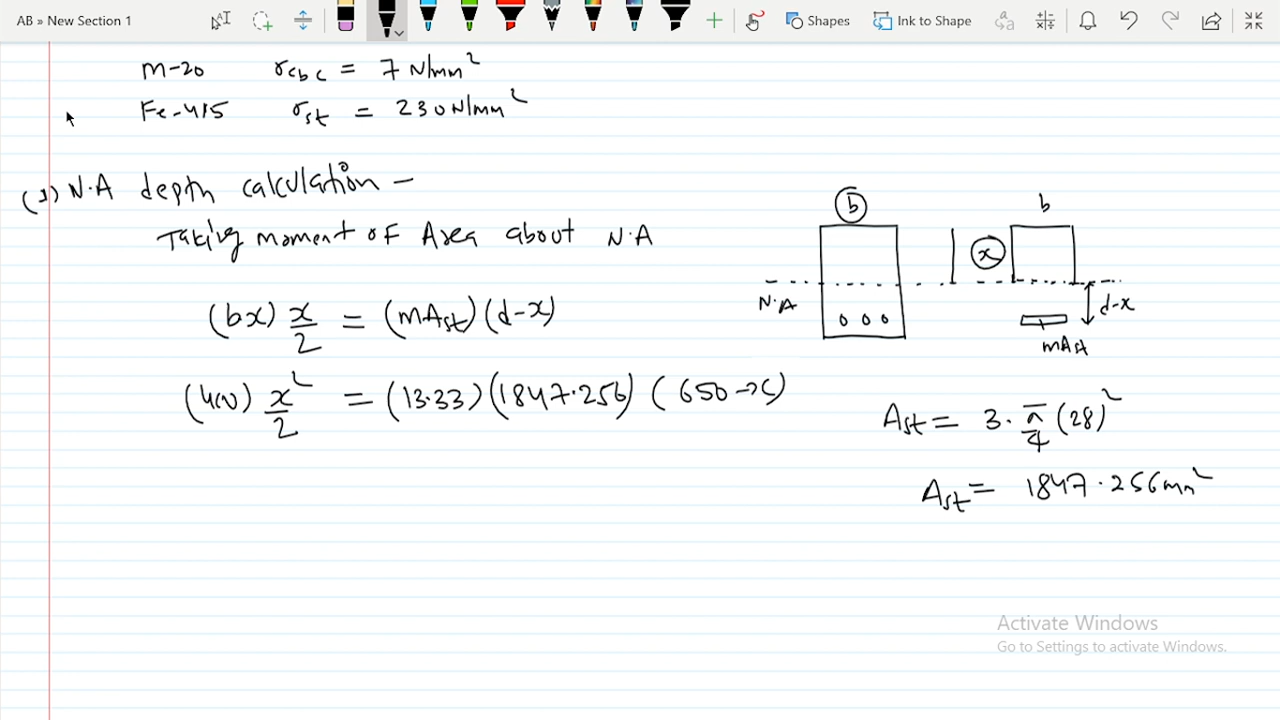 AB » New Section 1
Shapes
Ink to Shape
M-20 σcbc = 7 N/mm²
Fe-415 σst = 230 N/mm²
(1) N.A depth calculation -
Taking moment of Area about N.A
(bx) x/2 = (mAst) (d-x)
(400) x²/2 = (13.33) (1847.256) (650-x)
b
b
x
N.A
d-x
mAst
Ast = 3. π/4 (28)²
Ast = 1847.256mm²
Activate Windows
Go to Settings to activate Windows.